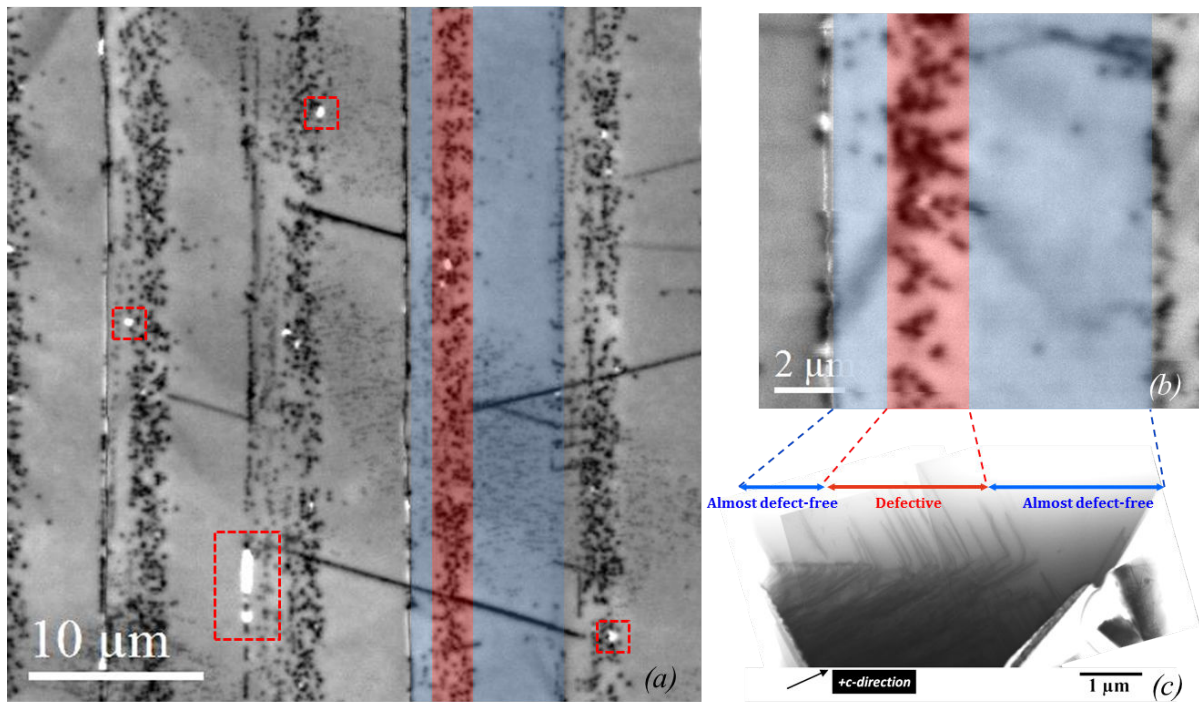 10 μm
(a)
2 μm
(b)
Almost defect-free
Defective
Almost defect-free
+c-direction
1 μm
(c)